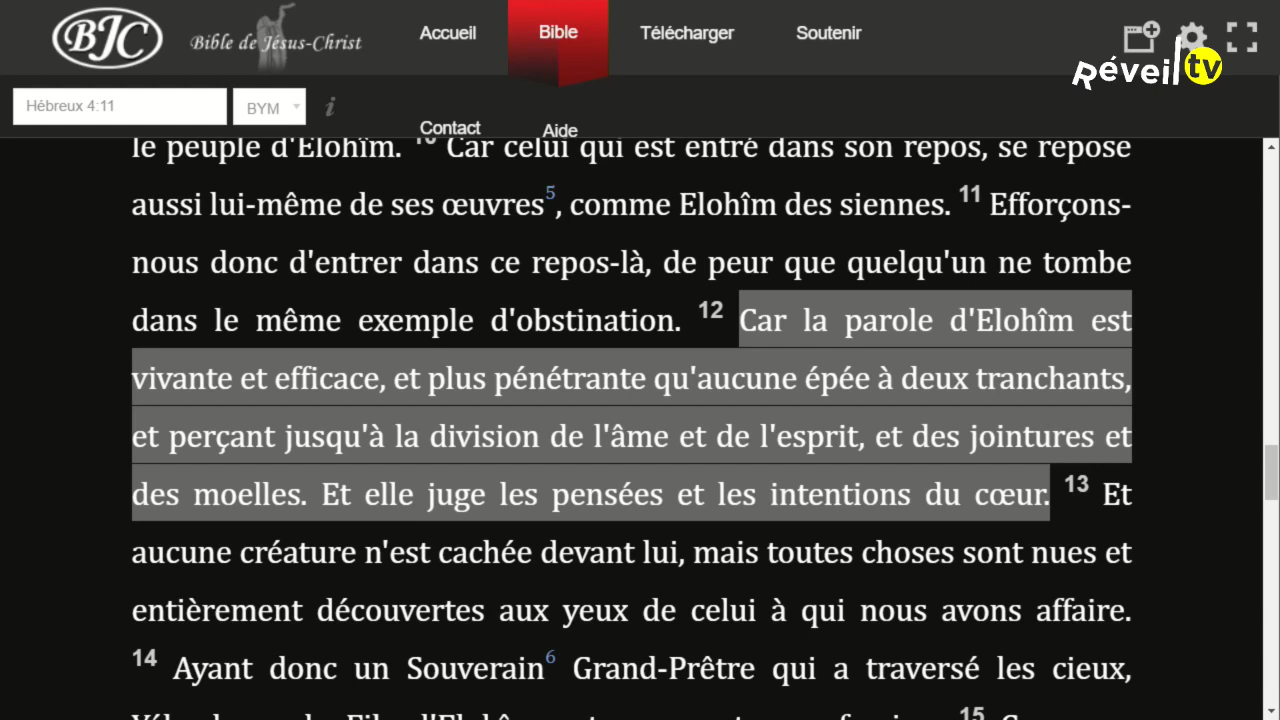 BJC
Bible de Jésus-Christ
Accueil
Bible
Télécharger
Soutenir
Réveil tv
Hébreux 4:11
BYM
i
Contact
Aide
le peuple d'Elohîm. 10 Car celui qui est entré dans son repos, se repose
aussi lui-même de ses œuvres5, comme Elohîm des siennes. 11 Efforçons-
nous donc d'entrer dans ce repos-là, de peur que quelqu'un ne tombe
dans le même exemple d'obstination. 12 Car la parole d'Elohîm est
vivante et efficace, et plus pénétrante qu'aucune épée à deux tranchants,
et perçant jusqu'à la division de l'âme et de l'esprit, et des jointures et
des moelles. Et elle juge les pensées et les intentions du cœur. 13 Et
aucune créature n'est cachée devant lui, mais toutes choses sont nues et
entièrement découvertes aux yeux de celui à qui nous avons affaire.
14 Ayant donc un Souverain6 Grand-Prêtre qui a traversé les cieux,
15